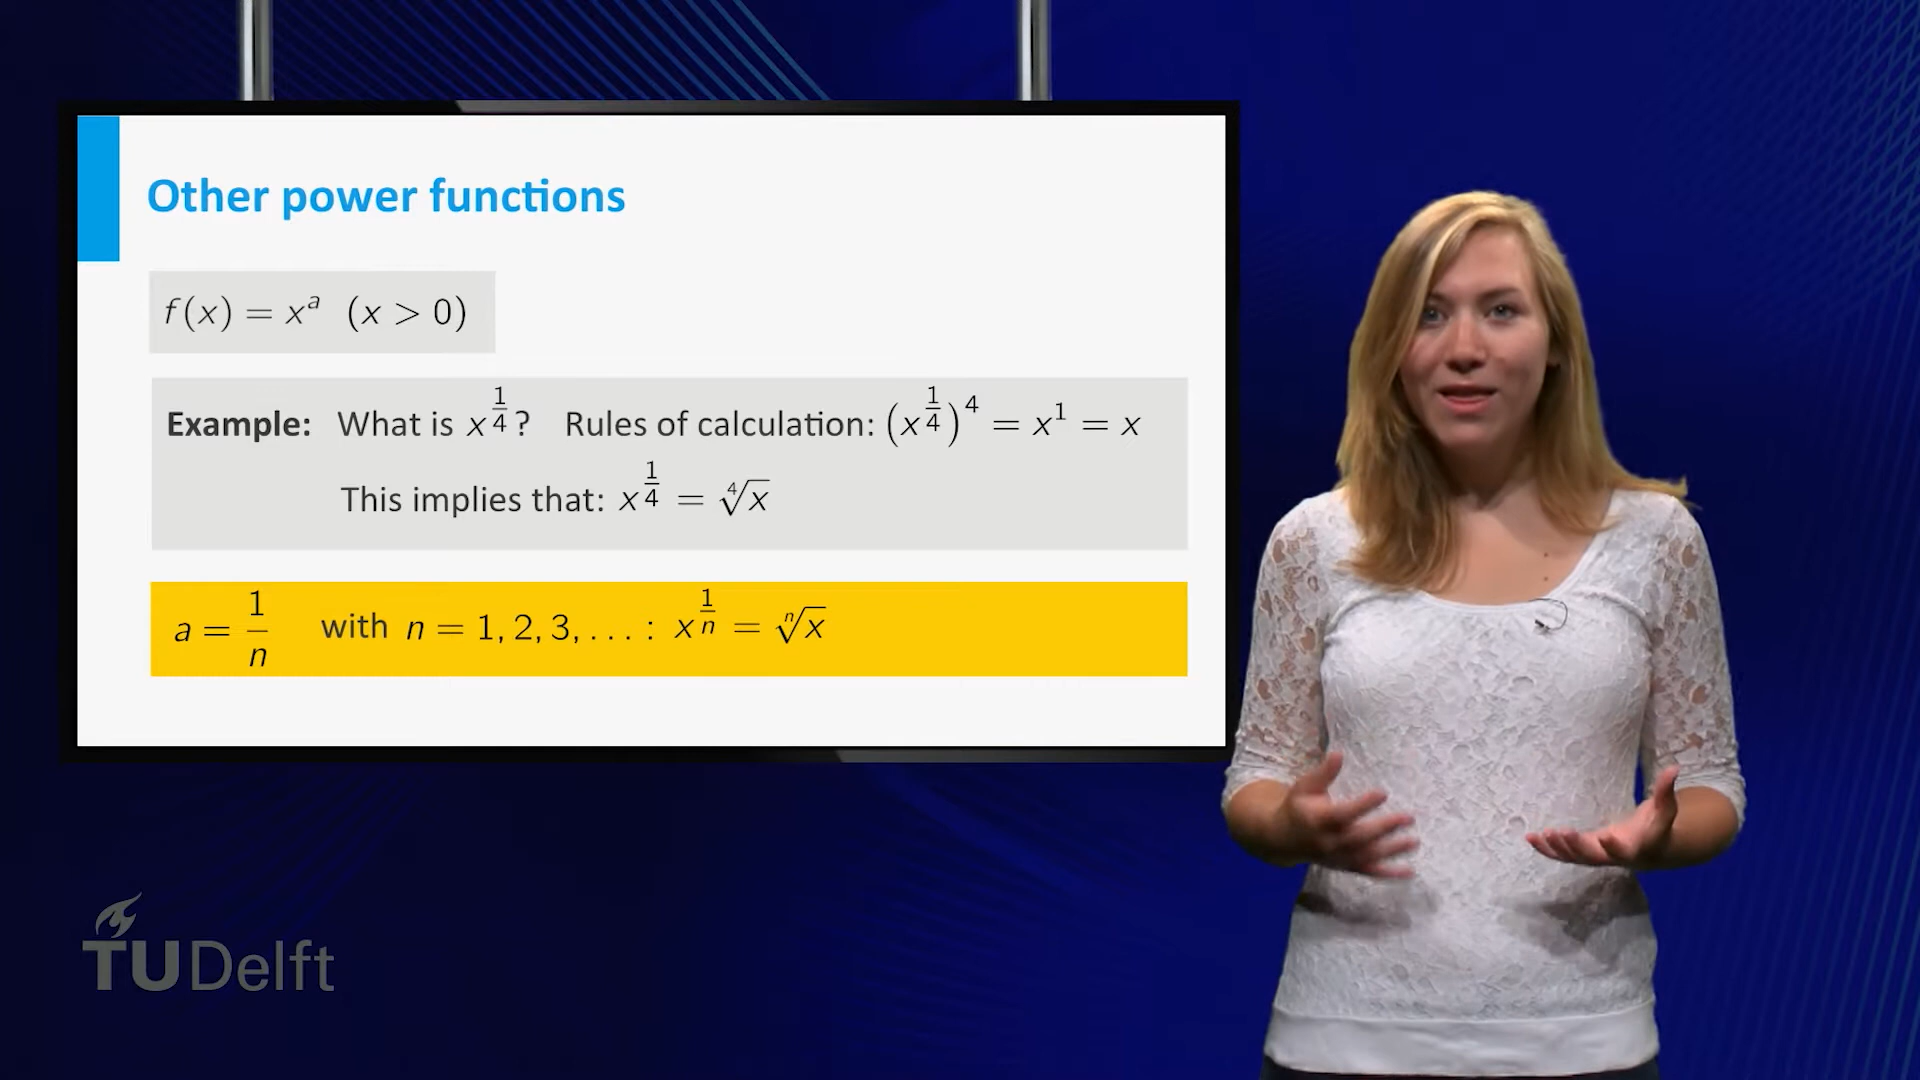 Other power functions
f(x) = x^a (x > 0)
Example: What is x^{1/4}? Rules of calculation: (x^{1/4})^4 = x^1 = x
This implies that: x^{1/4} = ∜x
a = 1/n with n = 1, 2, 3, ... : x^{1/n} = ⁿ√x
TUDelft